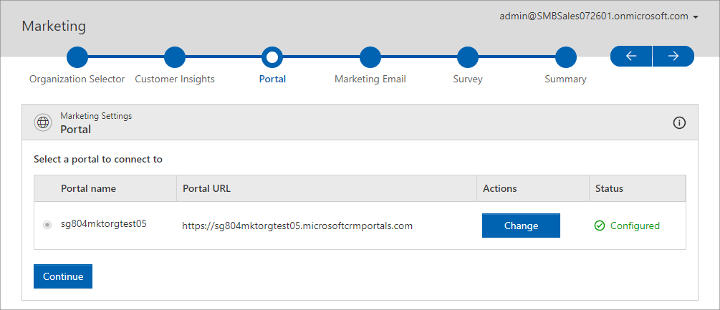 admin@SMBSales072601.onmicrosoft.com
Marketing
Organization Selector Customer Insights Portal Marketing Email Survey Summary
Marketing Settings
Portal
Select a portal to connect to
Portal name Portal URL Actions Status
sg804mktorgtest05 https://sg804mktorgtest05.microsoftcrmportals.com Change Configured
Continue